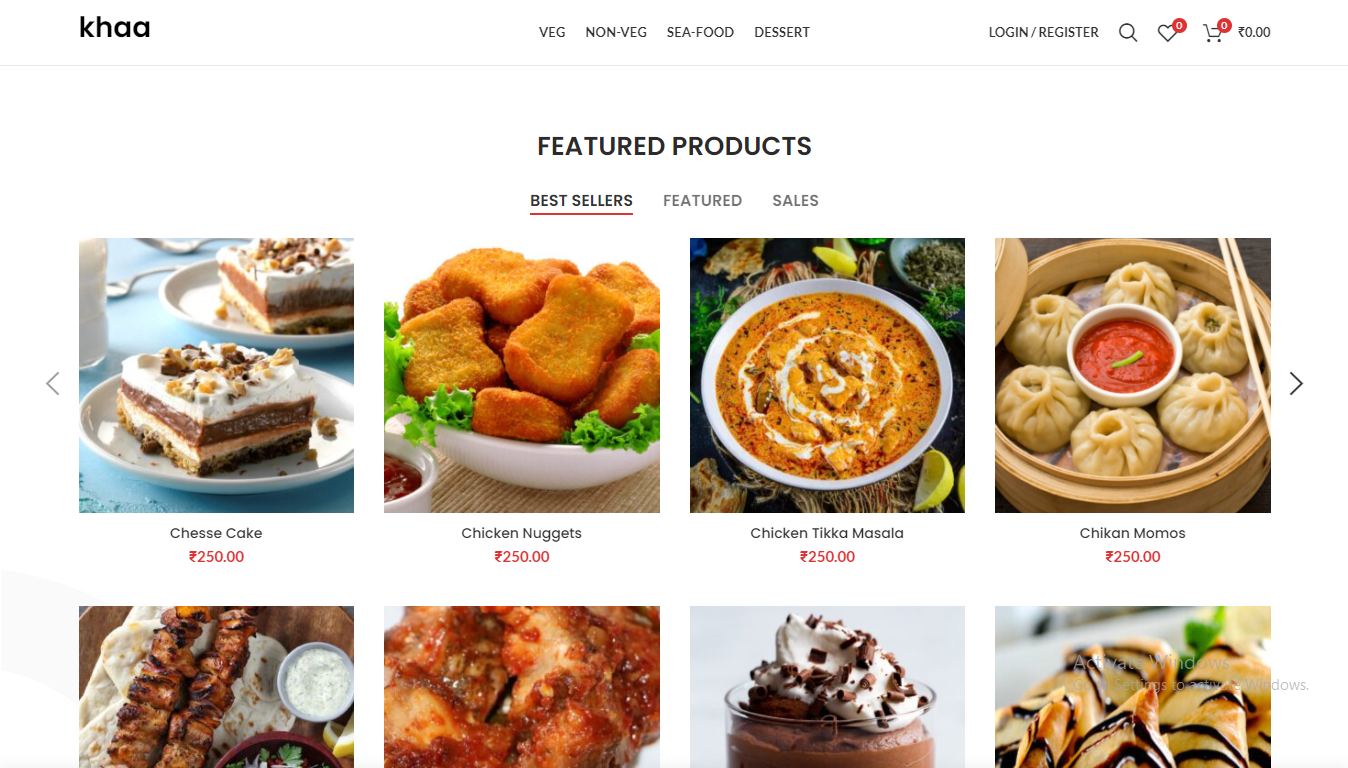 khaa
VEG NON-VEG SEA-FOOD DESSERT
LOGIN / REGISTER 0 0 ₹0.00
FEATURED PRODUCTS
BEST SELLERS FEATURED SALES
Chesse Cake Chicken Nuggets Chicken Tikka Masala Chikan Momos
₹250.00 ₹250.00 ₹250.00 ₹250.00
Activate Windows
Go to Settings to activate Windows.